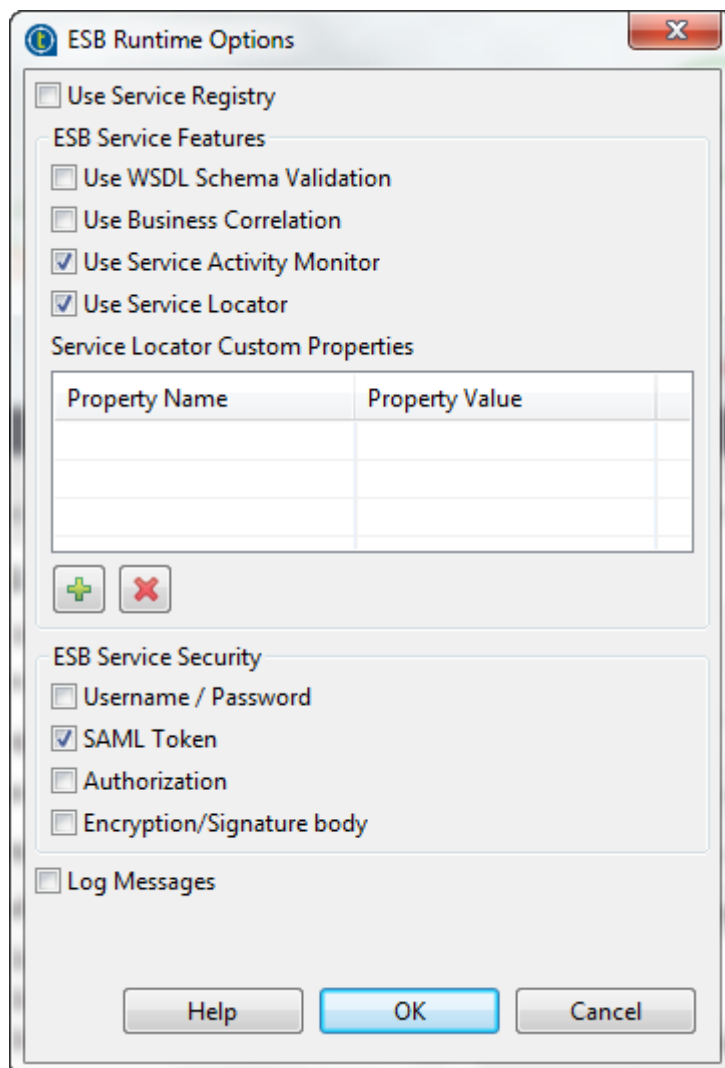 ESB Runtime Options
Use Service Registry
ESB Service Features
Use WSDL Schema Validation
Use Business Correlation
Use Service Activity Monitor
Use Service Locator
Service Locator Custom Properties
Property Name Property Value
ESB Service Security
Username / Password
SAML Token
Authorization
Encryption/Signature body
Log Messages
Help OK Cancel